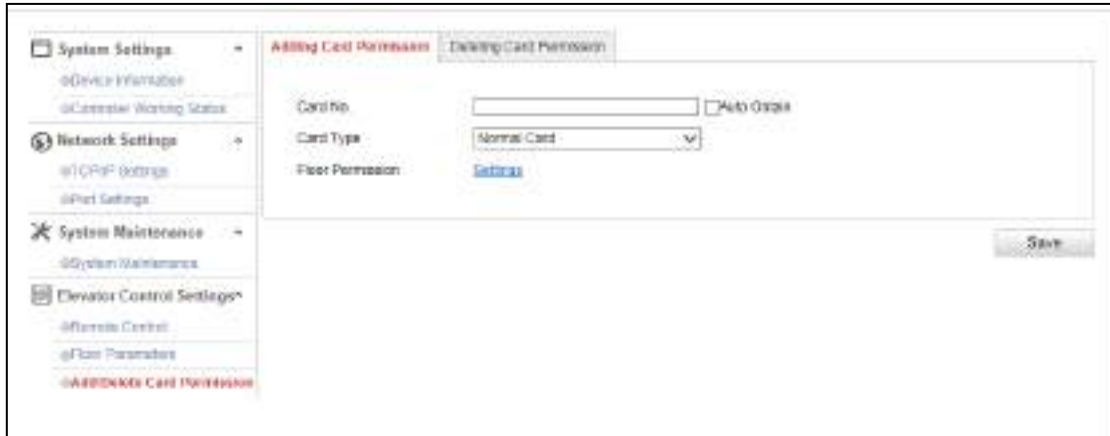 System Settings
Device Information
Controller Working Status
Network Settings
TCP/IP Settings
Port Settings
System Maintenance
System Maintenance
Elevator Control Settings
Remote Control
Floor Parameters
Add/Delete Card Permission
Adding Card Permission
Deleting Card Permission
Card No.
Auto Obtain
Card Type
Normal Card
Floor Permission
Settings
Save